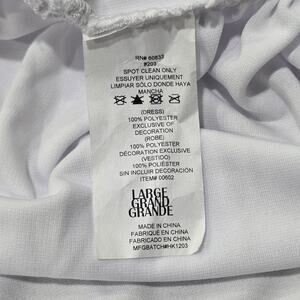 RN# 60833
#203
SPOT CLEAN ONLY
ESSUYER UNIQUEMENT
LIMPIAR SÓLO DONDE HAYA
MANCHA
(DRESS)
100% POLYESTER
EXCLUSIVE OF
DECORATION
(ROBE)
100% POLYESTER
DÉCORATION EXCLUSIVE
(VESTIDO)
100% POLIÉSTER
SIN INCLUIR DECORACIÓN
ITEM# 00602
LARGE
GRAND
GRANDE
MADE IN CHINA
FABRIQUÉ EN CHINA
FABRICADO EN CHINA
MFGBATCH#HK1203